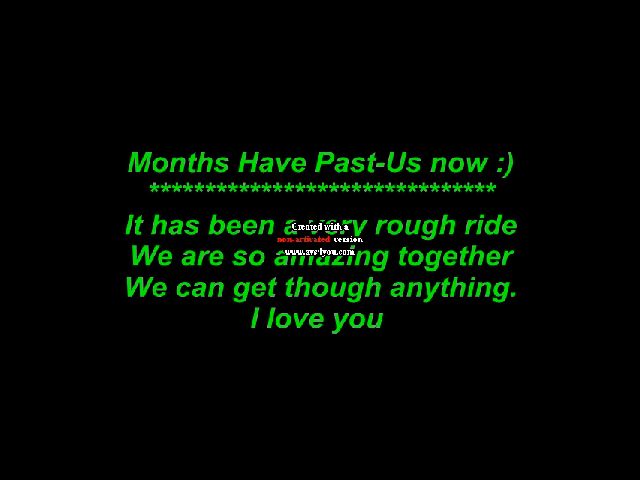 Months Have Past-Us now :)
*******************************
It has been a very rough ride
Created with a
non-activated version
We are so amazing together
www.avs4you.com
We can get though anything.
I love you